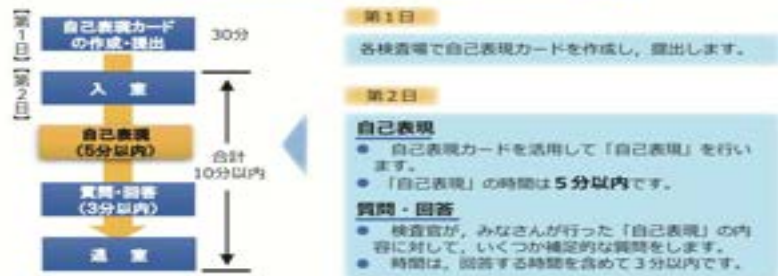 【第1日】
自己表現カード
の作成・提出
30分
【第2日】
入 室
自己表現
(5分以内)
合計
10分以内
質問・回答
(3分以内)
退 室
第1日
各検査場で自己表現カードを作成し，提出します。
第2日
自己表現
● 自己表現カードを活用して「自己表現」を行い
ます。
● 「自己表現」の時間は５分以内です。
質問・回答
● 検査官が，みなさんが行った「自己表現」の内
容に対して，いくつか補足的な質問をします。
● 時間は，回答する時間を含めて３分以内です。